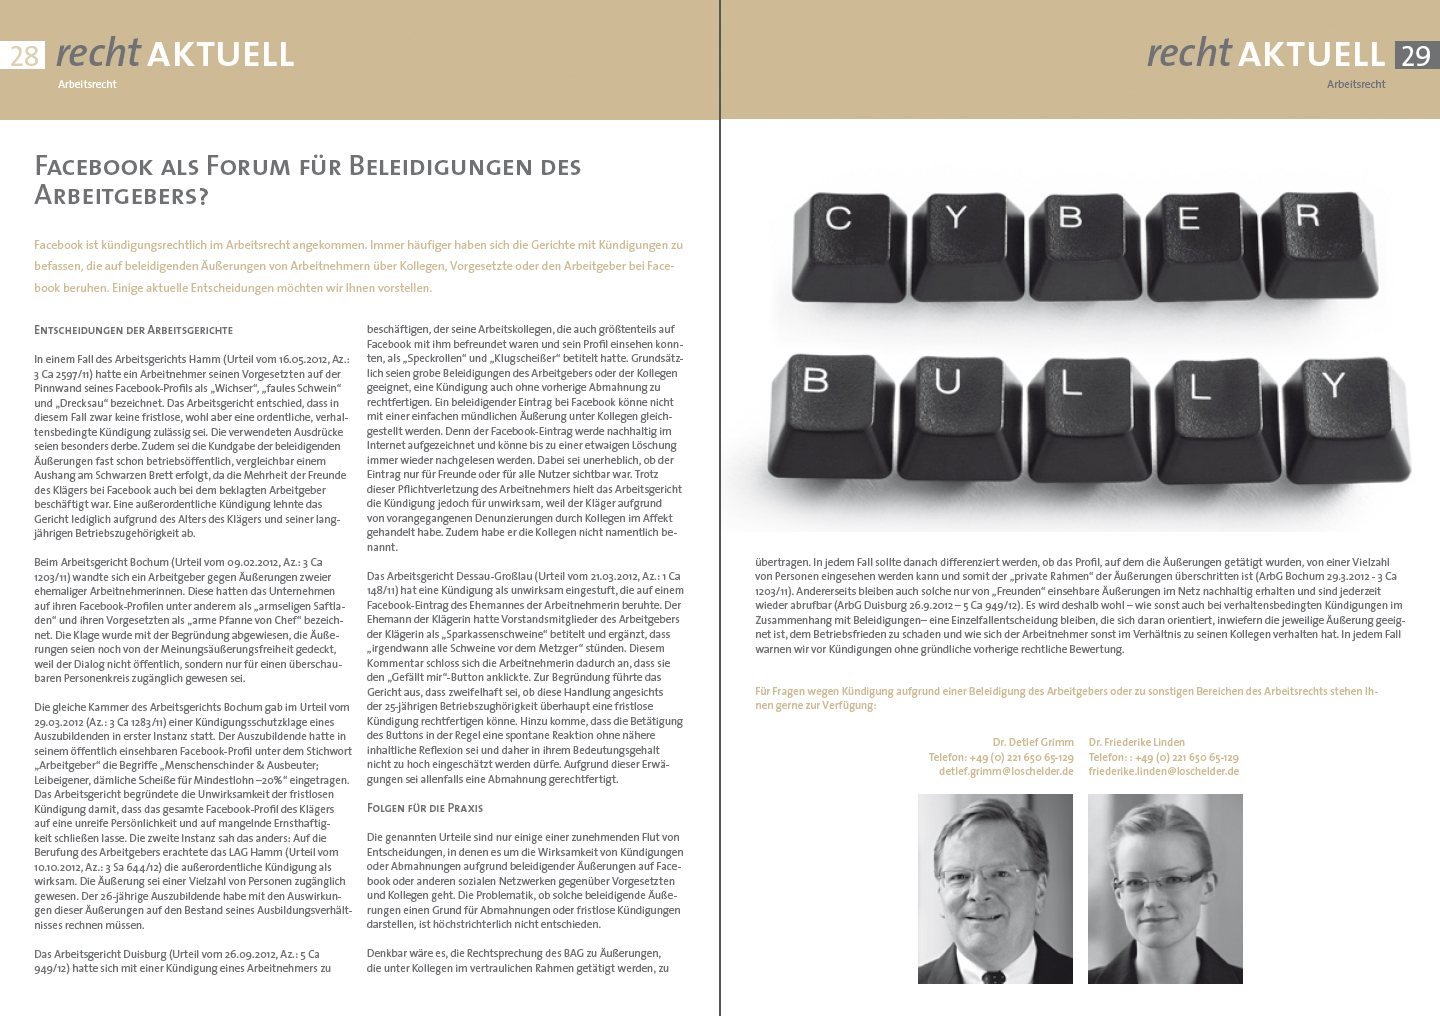 28 recht AKTUELL
Arbeitsrecht
Facebook als Forum für Beleidigungen des
Arbeitgebers?
Facebook ist kündigungsrechtlich im Arbeitsrecht angekommen. Immer häufiger haben sich die Gerichte mit Kündigungen zu
befassen, die auf beleidigenden Äußerungen von Arbeitnehmern über Kollegen, Vorgesetzte oder den Arbeitgeber bei Face-
book beruhen. Einige aktuelle Entscheidungen möchten wir Ihnen vorstellen.
Entscheidungen der Arbeitsgerichte
In einem Fall des Arbeitsgerichts Hamm (Urteil vom 16.05.2012, Az.:
3 Ca 2597/11) hatte ein Arbeitnehmer seinen Vorgesetzten auf der
Pinnwand seines Facebook-Profils als „Wichser“, „faules Schwein“
und „Drecksau“ bezeichnet. Das Arbeitsgericht entschied, dass in
diesem Fall zwar keine fristlose, wohl aber eine ordentliche, verhal-
tensbedingte Kündigung zulässig sei. Die verwendeten Ausdrücke
seien besonders derbe. Zudem sei die Kundgabe der beleidigenden
Äußerungen fast schon betriebsöffentlich, vergleichbar einem
Aushang am Schwarzen Brett erfolgt, da die Mehrheit der Freunde
des Klägers bei Facebook auch bei dem beklagten Arbeitgeber
beschäftigt war. Eine außerordentliche Kündigung lehnte das
Gericht lediglich aufgrund des Alters des Klägers und seiner lang-
jährigen Betriebszugehörigkeit ab.
Beim Arbeitsgericht Bochum (Urteil vom 09.02.2012, Az.: 3 Ca
1203/11) wandte sich ein Arbeitgeber gegen Äußerungen zweier
ehemaliger Arbeitnehmerinnen. Diese hatten das Unternehmen
auf ihren Facebook-Profilen unter anderem als „armseligen Saftla-
den“ und ihren Vorgesetzten als „arme Pfanne von Chef“ bezeich-
net. Die Klage wurde mit der Begründung abgewiesen, die Äuße-
rungen seien noch von der Meinungsäußerungsfreiheit gedeckt,
weil der Dialog nicht öffentlich, sondern nur für einen überschau-
baren Personenkreis zugänglich gewesen sei.
Die gleiche Kammer des Arbeitsgerichts Bochum gab im Urteil vom
29.03.2012 (Az.: 3 Ca 1283/11) einer Kündigungsschutzklage eines
Auszubildenden in erster Instanz statt. Der Auszubildende hatte in
seinem öffentlich einsehbaren Facebook-Profil unter dem Stichwort
„Arbeitgeber“ die Begriffe „Menschenschinder & Ausbeuter;
Leibeigener, dämliche Scheiße für Mindestlohn –20%“ eingetragen.
Das Arbeitsgericht begründete die Unwirksamkeit der fristlosen
Kündigung damit, dass das gesamte Facebook-Profil des Klägers
auf eine unreife Persönlichkeit und auf mangelnde Ernsthaftig-
keit schließen lasse. Die zweite Instanz sah das anders: Auf die
Berufung des Arbeitgebers erachtete das LAG Hamm (Urteil vom
10.10.2012, Az.: 3 Sa 644/12) die außerordentliche Kündigung als
wirksam. Die Äußerung sei einer Vielzahl von Personen zugänglich
gewesen. Der 26-jährige Auszubildende habe mit den Auswirkun-
gen dieser Äußerungen auf den Bestand seines Ausbildungsverhält-
nisses rechnen müssen.
Das Arbeitsgericht Duisburg (Urteil vom 26.09.2012, Az.: 5 Ca
949/12) hatte sich mit einer Kündigung eines Arbeitnehmers zu
beschäftigen, der seine Arbeitskollegen, die auch größtenteils auf
Facebook mit ihm befreundet waren und sein Profil einsehen konn-
ten, als „Speckrollen“ und „Klugscheißer“ betitelt hatte. Grundsätz-
lich seien grobe Beleidigungen des Arbeitgebers oder der Kollegen
geeignet, eine Kündigung auch ohne vorherige Abmahnung zu
rechtfertigen. Ein beleidigender Eintrag bei Facebook könne nicht
mit einer einfachen mündlichen Äußerung unter Kollegen gleich-
gestellt werden. Denn der Facebook-Eintrag werde nachhaltig im
Internet aufgezeichnet und könne bis zu einer etwaigen Löschung
immer wieder nachgelesen werden. Dabei sei unerheblich, ob der
Eintrag nur für Freunde oder für alle Nutzer sichtbar war. Trotz
dieser Pflichtverletzung des Arbeitnehmers hielt das Arbeitsgericht
die Kündigung jedoch für unwirksam, weil der Kläger aufgrund
von vorangegangenen Denunzierungen durch Kollegen im Affekt
gehandelt habe. Zudem habe er die Kollegen nicht namentlich be-
nannt.
Das Arbeitsgericht Dessau-Großlau (Urteil vom 21.03.2012, Az.: 1 Ca
148/11) hat eine Kündigung als unwirksam eingestuft, die auf einem
Facebook-Eintrag des Ehemannes der Arbeitnehmerin beruhte. Der
Ehemann der Klägerin hatte Vorstandsmitglieder des Arbeitgebers
der Klägerin als „Sparkassenschweine“ betitelt und ergänzt, dass
„irgendwann alle Schweine vor dem Metzger“ stünden. Diesem
Kommentar schloss sich die Arbeitnehmerin dadurch an, dass sie
den „Gefällt mir“-Button anklickte. Zur Begründung führte das
Gericht aus, dass zweifelhaft sei, ob diese Handlung angesichts
der 25-jährigen Betriebszughörigkeit überhaupt eine fristlose
Kündigung rechtfertigen könne. Hinzu komme, dass die Betätigung
des Buttons in der Regel eine spontane Reaktion ohne nähere
inhaltliche Reflexion sei und daher in ihrem Bedeutungsgehalt
nicht zu hoch eingeschätzt werden dürfe. Aufgrund dieser Erwä-
gungen sei allenfalls eine Abmahnung gerechtfertigt.
Folgen für die Praxis
Die genannten Urteile sind nur einige einer zunehmenden Flut von
Entscheidungen, in denen es um die Wirksamkeit von Kündigungen
oder Abmahnungen aufgrund beleidigender Äußerungen auf Face-
book oder anderen sozialen Netzwerken gegenüber Vorgesetzten
und Kollegen geht. Die Problematik, ob solche beleidigende Äuße-
rungen einen Grund für Abmahnungen oder fristlose Kündigungen
darstellen, ist höchstrichterlich nicht entschieden.
Denkbar wäre es, die Rechtsprechung des BAG zu Äußerungen,
die unter Kollegen im vertraulichen Rahmen getätigt werden, zu
recht AKTUELL 29
Arbeitsrecht
CYBER
BULLY
übertragen. In jedem Fall sollte danach differenziert werden, ob das Profil, auf dem die Äußerungen getätigt wurden, von einer Vielzahl
von Personen eingesehen werden kann und somit der „private Rahmen“ der Äußerungen überschritten ist (ArbG Bochum 29.3.2012 - 3 Ca
1203/11). Andererseits bleiben auch solche nur von „Freunden“ einsehbare Äußerungen im Netz nachhaltig erhalten und sind jederzeit
wieder abrufbar (ArbG Duisburg 26.9.2012 – 5 Ca 949/12). Es wird deshalb wohl – wie sonst auch bei verhaltensbedingten Kündigungen im
Zusammenhang mit Beleidigungen– eine Einzelfallentscheidung bleiben, die sich daran orientiert, inwiefern die jeweilige Äußerung geeig-
net ist, dem Betriebsfrieden zu schaden und wie sich der Arbeitnehmer sonst im Verhältnis zu seinen Kollegen verhalten hat. In jedem Fall
warnen wir vor Kündigungen ohne gründliche vorherige rechtliche Bewertung.
Für Fragen wegen Kündigung aufgrund einer Beleidigung des Arbeitgebers oder zu sonstigen Bereichen des Arbeitsrechts stehen Ih-
nen gerne zur Verfügung:
Dr. Detlef Grimm
Telefon: +49 (0) 221 650 65-129
detlef.grimm@loschelder.de
Dr. Friederike Linden
Telefon: : +49 (0) 221 650 65-129
friederike.linden@loschelder.de